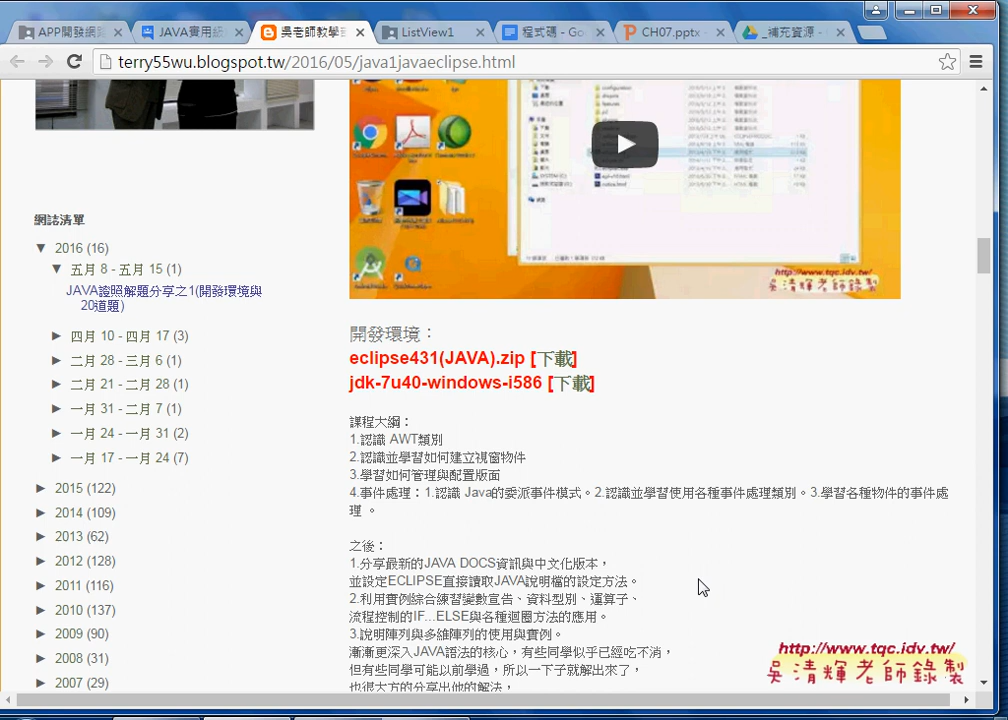 APP開發網頁
JAVA實用級
吳老師教學
ListView1
程式碼 - Go
CH07.pptx
_補充資源 -
terry55wu.blogspot.tw/2016/05/java1javaeclipse.html
http://www.tqc.idv.tw/
吳清輝老師錄製
網誌清單
▼ 2016 (16)
▼ 五月 8 - 五月 15 (1)
JAVA證照解題分享之1(開發環境與
20道題)
► 四月 10 - 四月 17 (3)
► 二月 28 - 三月 6 (1)
► 二月 21 - 二月 28 (1)
► 一月 31 - 二月 7 (1)
► 一月 24 - 一月 31 (2)
► 一月 17 - 一月 24 (7)
► 2015 (122)
► 2014 (109)
► 2013 (62)
► 2012 (128)
► 2011 (116)
► 2010 (137)
► 2009 (90)
► 2008 (31)
► 2007 (29)
開發環境：
eclipse431(JAVA).zip [下載]
jdk-7u40-windows-i586 [下載]
課程大綱：
1.認識 AWT類別
2.認識並學習如何建立視窗物件
3.學習如何管理與配置版面
4.事件處理：1.認識 Java的委派事件模式。2.認識並學習使用各種事件處理類別。3.學習各種物件的事件處
理 。
之後：
1.分享最新的JAVA DOCS資訊與中文化版本，
並設定ECLIPSE直接讀取JAVA說明檔的設定方法。
2.利用實例綜合練習變數宣告、資料型別、運算子、
流程控制的IF...ELSE與各種迴圈方法的應用。
3.說明陣列與多維陣列的使用與實例。
漸漸更深入JAVA語法的核心，有些同學似乎已經吃不消，
但有些同學可能以前學過，所以一下子就解出來了，
也很大方的分享出他的解法，
http://www.tqc.idv.tw/
吳清輝老師錄製